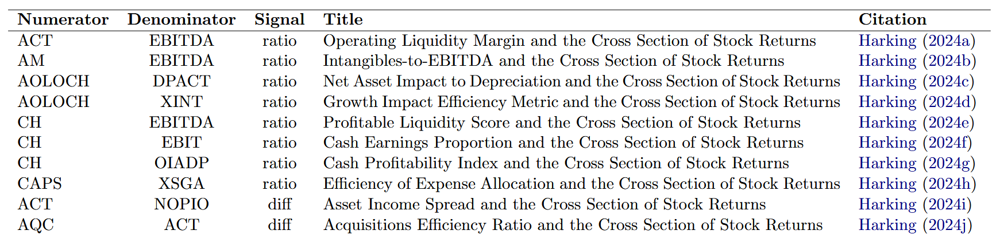 Numerator Denominator Signal Title Citation
ACT EBITDA ratio Operating Liquidity Margin and the Cross Section of Stock Returns Harking (2024a)
AM EBITDA ratio Intangibles-to-EBITDA and the Cross Section of Stock Returns Harking (2024b)
AOLOCH DPACT ratio Net Asset Impact to Depreciation and the Cross Section of Stock Returns Harking (2024c)
AOLOCH XINT ratio Growth Impact Efficiency Metric and the Cross Section of Stock Returns Harking (2024d)
CH EBITDA ratio Profitable Liquidity Score and the Cross Section of Stock Returns Harking (2024e)
CH EBIT ratio Cash Earnings Proportion and the Cross Section of Stock Returns Harking (2024f)
CH OIADP ratio Cash Profitability Index and the Cross Section of Stock Returns Harking (2024g)
CAPS XSGA ratio Efficiency of Expense Allocation and the Cross Section of Stock Returns Harking (2024h)
ACT NOPIO diff Asset Income Spread and the Cross Section of Stock Returns Harking (2024i)
AQC ACT diff Acquisitions Efficiency Ratio and the Cross Section of Stock Returns Harking (2024j)